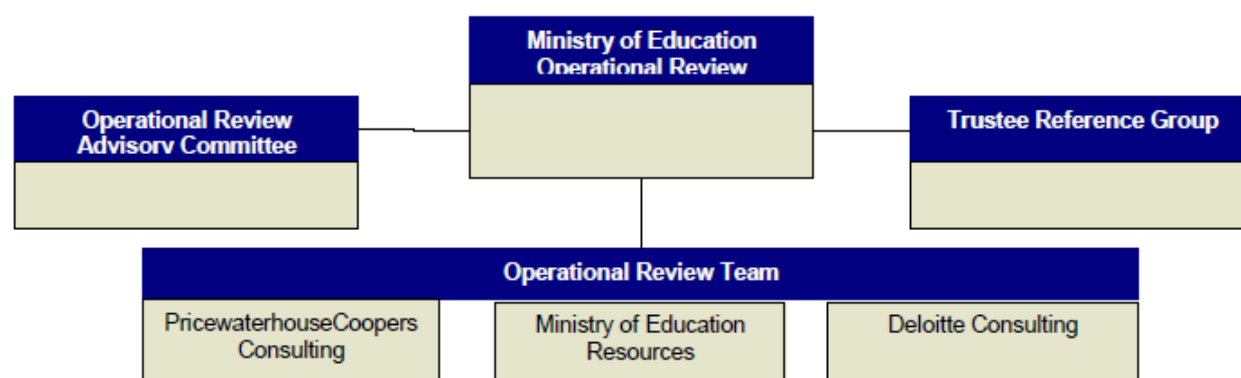 Ministry of Education
Operational Review
Operational Review
Advisory Committee
Trustee Reference Group
Operational Review Team
PricewaterhouseCoopers
Consulting
Ministry of Education
Resources
Deloitte Consulting